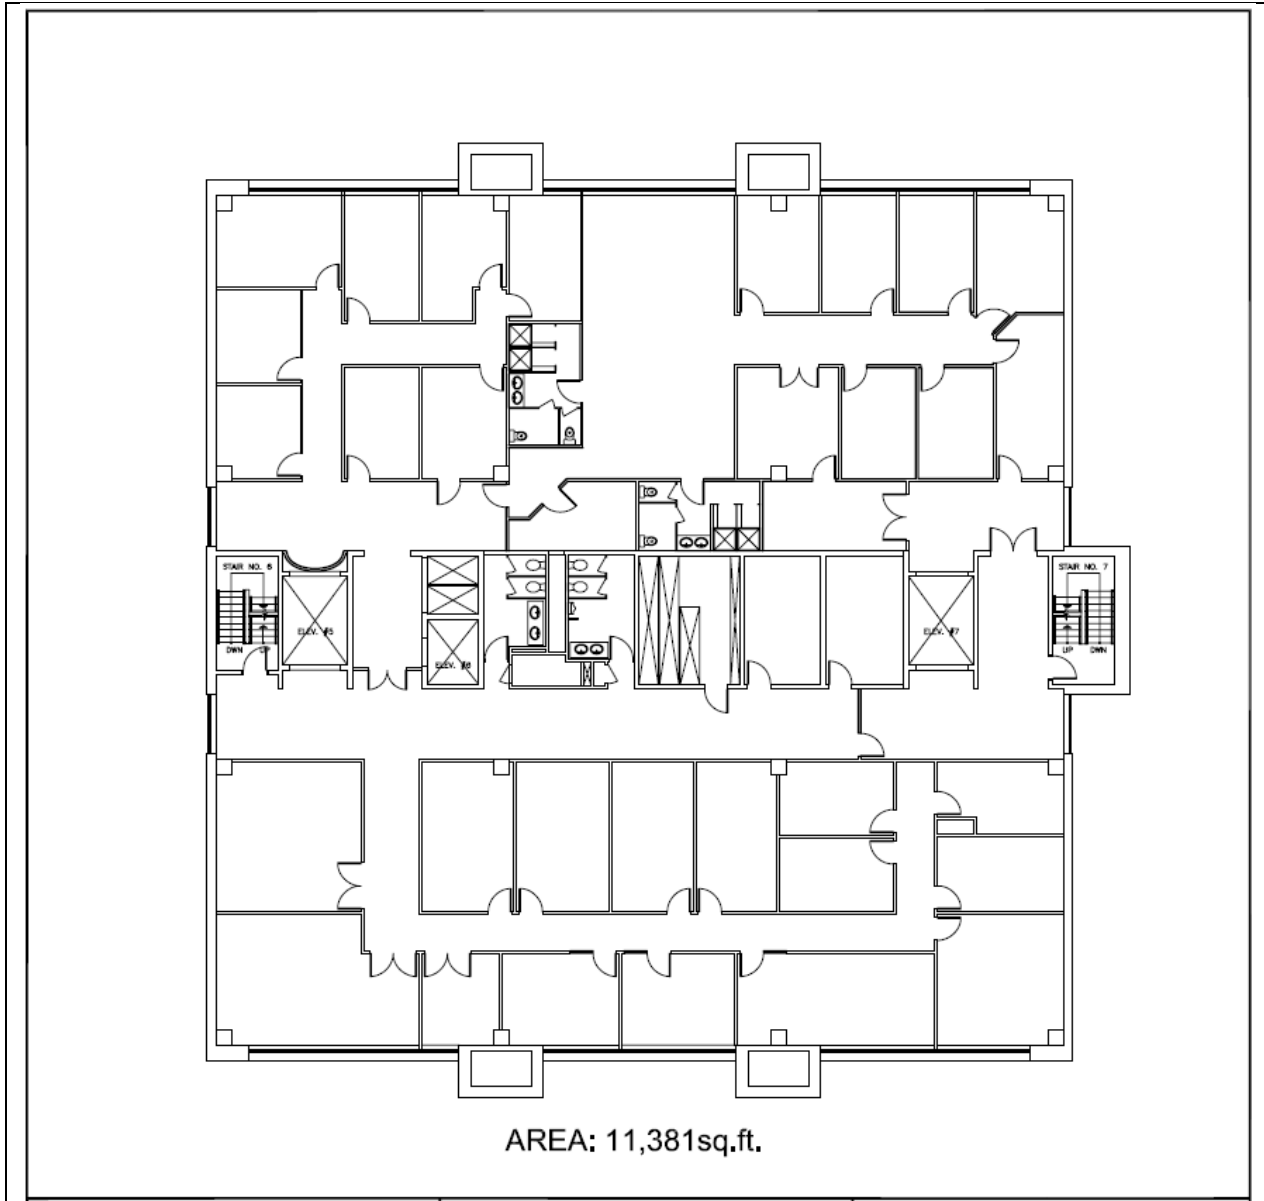 STAIR NO. 6
STAIR NO. 7
ELEV. #5
ELEV. #7
DWN
UP
UP
DWN
ELEV. #6
AREA: 11,381sq.ft.